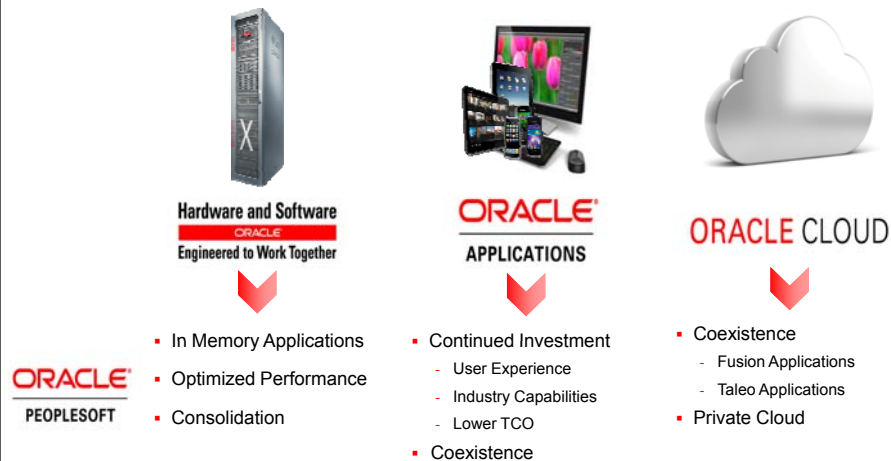 Hardware and Software
ORACLE
Engineered to Work Together
ORACLE
APPLICATIONS
ORACLE CLOUD
X
ORACLE
PEOPLESOFT
▪ In Memory Applications
▪ Optimized Performance
▪ Consolidation
▪ Continued Investment
- User Experience
- Industry Capabilities
- Lower TCO
▪ Coexistence
▪ Coexistence
- Fusion Applications
- Taleo Applications
▪ Private Cloud